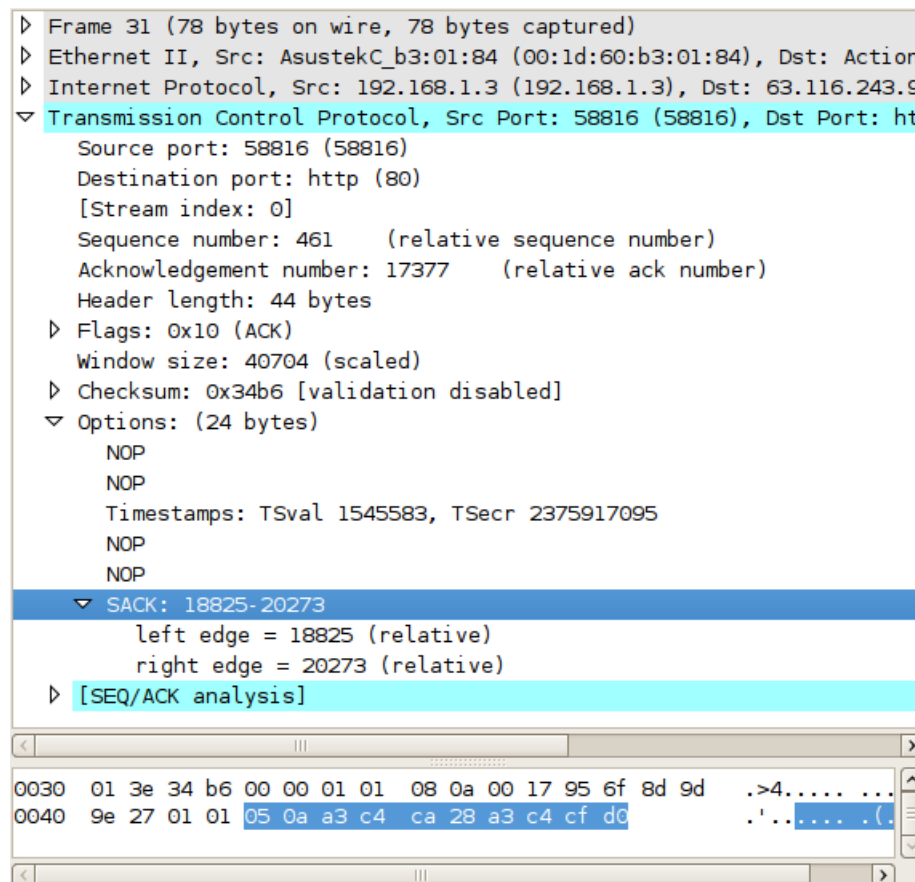 Frame 31 (78 bytes on wire, 78 bytes captured)
Ethernet II, Src: AsustekC_b3:01:84 (00:1d:60:b3:01:84), Dst: Action
Internet Protocol, Src: 192.168.1.3 (192.168.1.3), Dst: 63.116.243.9
Transmission Control Protocol, Src Port: 58816 (58816), Dst Port: ht
Source port: 58816 (58816)
Destination port: http (80)
[Stream index: 0]
Sequence number: 461    (relative sequence number)
Acknowledgement number: 17377    (relative ack number)
Header length: 44 bytes
Flags: 0x10 (ACK)
Window size: 40704 (scaled)
Checksum: 0x34b6 [validation disabled]
Options: (24 bytes)
NOP
NOP
Timestamps: TSval 1545583, TSecr 2375917095
NOP
NOP
SACK: 18825-20273
left edge = 18825 (relative)
right edge = 20273 (relative)
[SEQ/ACK analysis]
0030  01 3e 34 b6 00 00 01 01  08 0a 00 17 95 6f 8d 9d   .>4..... ...
0040  9e 27 01 01 05 0a a3 c4  ca 28 a3 c4 cf d0   .'...... .(.